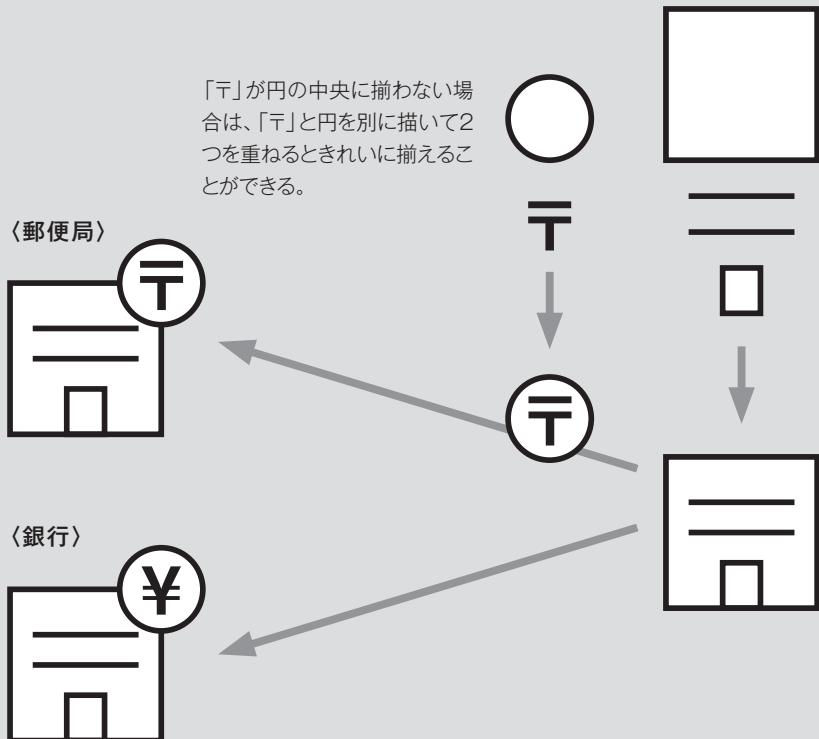 「〒」が円の中央に揃わない場
合は、「〒」と円を別に描いて2
つを重ねるときれいに揃えるこ
とができる。
〒
〈郵便局〉
〒
〒
〈銀行〉
¥